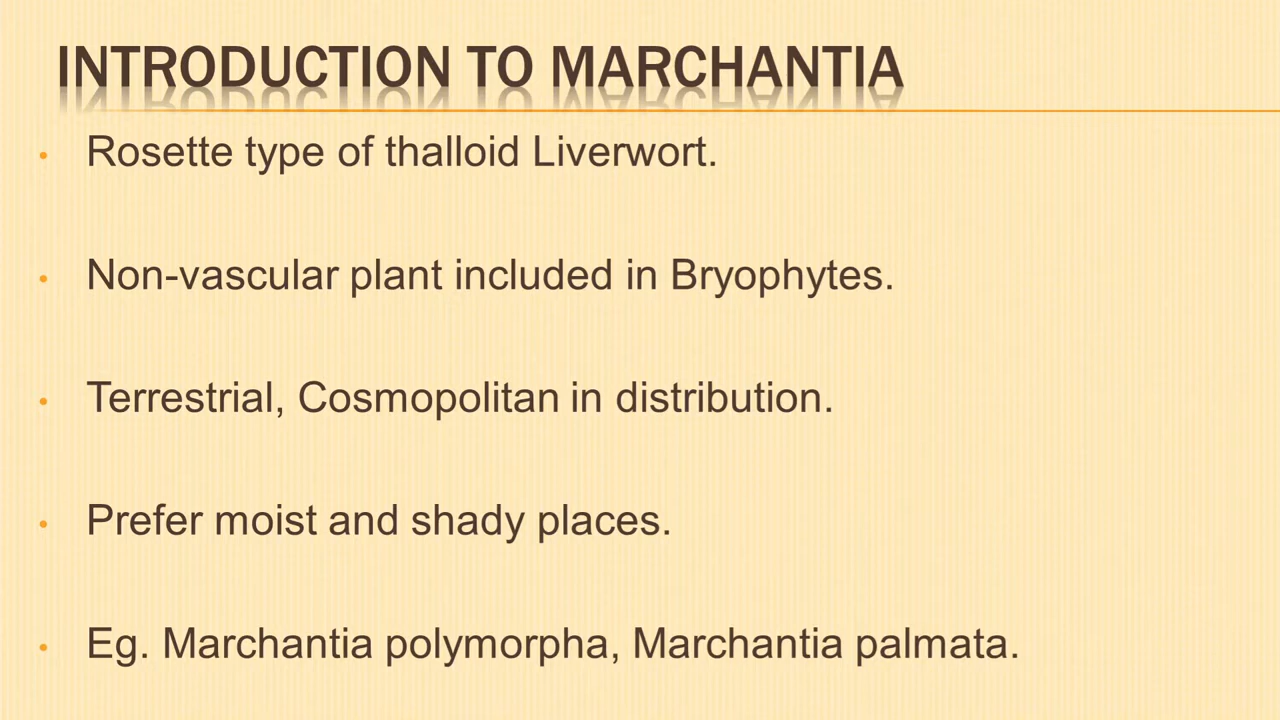 INTRODUCTION TO MARCHANTIA
• Rosette type of thalloid Liverwort.
• Non-vascular plant included in Bryophytes.
• Terrestrial, Cosmopolitan in distribution.
• Prefer moist and shady places.
• Eg. Marchantia polymorpha, Marchantia palmata.